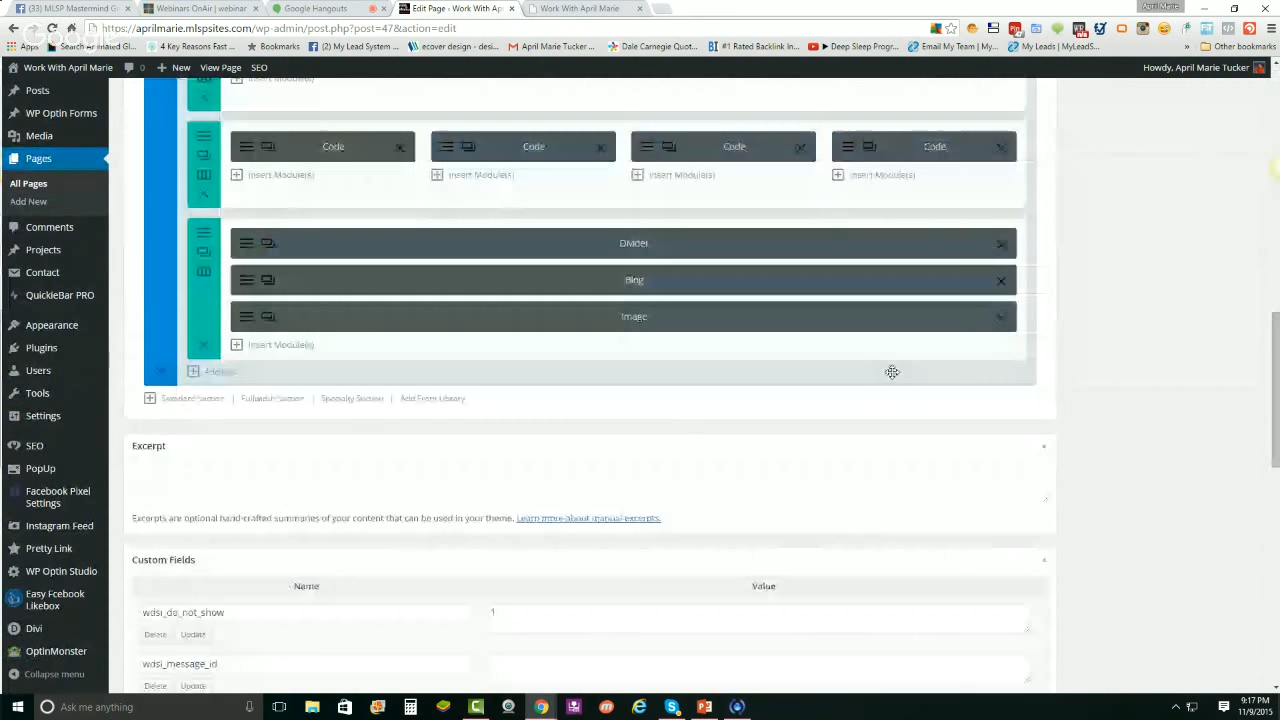 April Marie
(33) MLSP Mastermind G
Webinars OnAir | webinar
Google Hangouts
Edit Page ‹ Work With Apr
Work With April Marie
https://aprilmarie.mlpsites.com/wp-admin/post.php?post=47&action=edit
Apps
4 Key Reasons Fast
Bookmarks
(3) My Lead System
ecover design - desi
April Marie Tucker
Dale Carnegie Quot
#1 Rated Backlink In
Deep Sleep Progr
Email My Team | My
My Leads | MyLeadS
Other bookmarks
Work With April Marie
0
New
View Page
SEO
Howdy, April Marie Tucker
Posts
WP Optin Forms
Media
Pages
All Pages
Add New
Comments
Projects
Contact
QuickleBar PRO
Appearance
Plugins
Users
Tools
Settings
SEO
PopUp
Facebook Pixel
Settings
Instagram Feed
Pretty Link
WP Optin Studio
Easy Fcebook
Likebox
Divi
OptinMonster
Collapse menu
Insert Module(s)
Code
Code
Code
Code
Insert Module(s)
Insert Module(s)
Insert Module(s)
Insert Module(s)
Divider
Blog
Image
Insert Module(s)
Standard Section | Fullwidth Section | Specialty Section | Add From Library
Excerpt
Excerpts are optional hand-crafted summaries of your content that can be used in your theme. Learn more about manual excerpts.
Custom Fields
Name
Value
wdsi_do_not_show
1
Delete
Update
wdsi_message_id
Delete
Update
Ask me anything
9:17 PM
11/9/2015